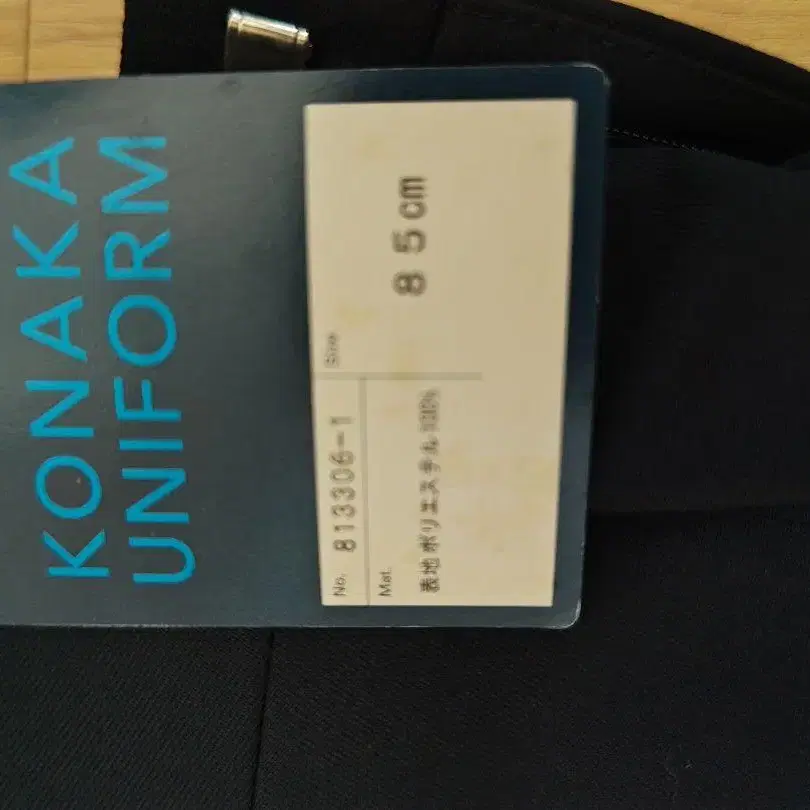 KONAKA
UNIFORM
No. 813306-1
Size
85cm
Mat.
表地 ポリエステル 100%